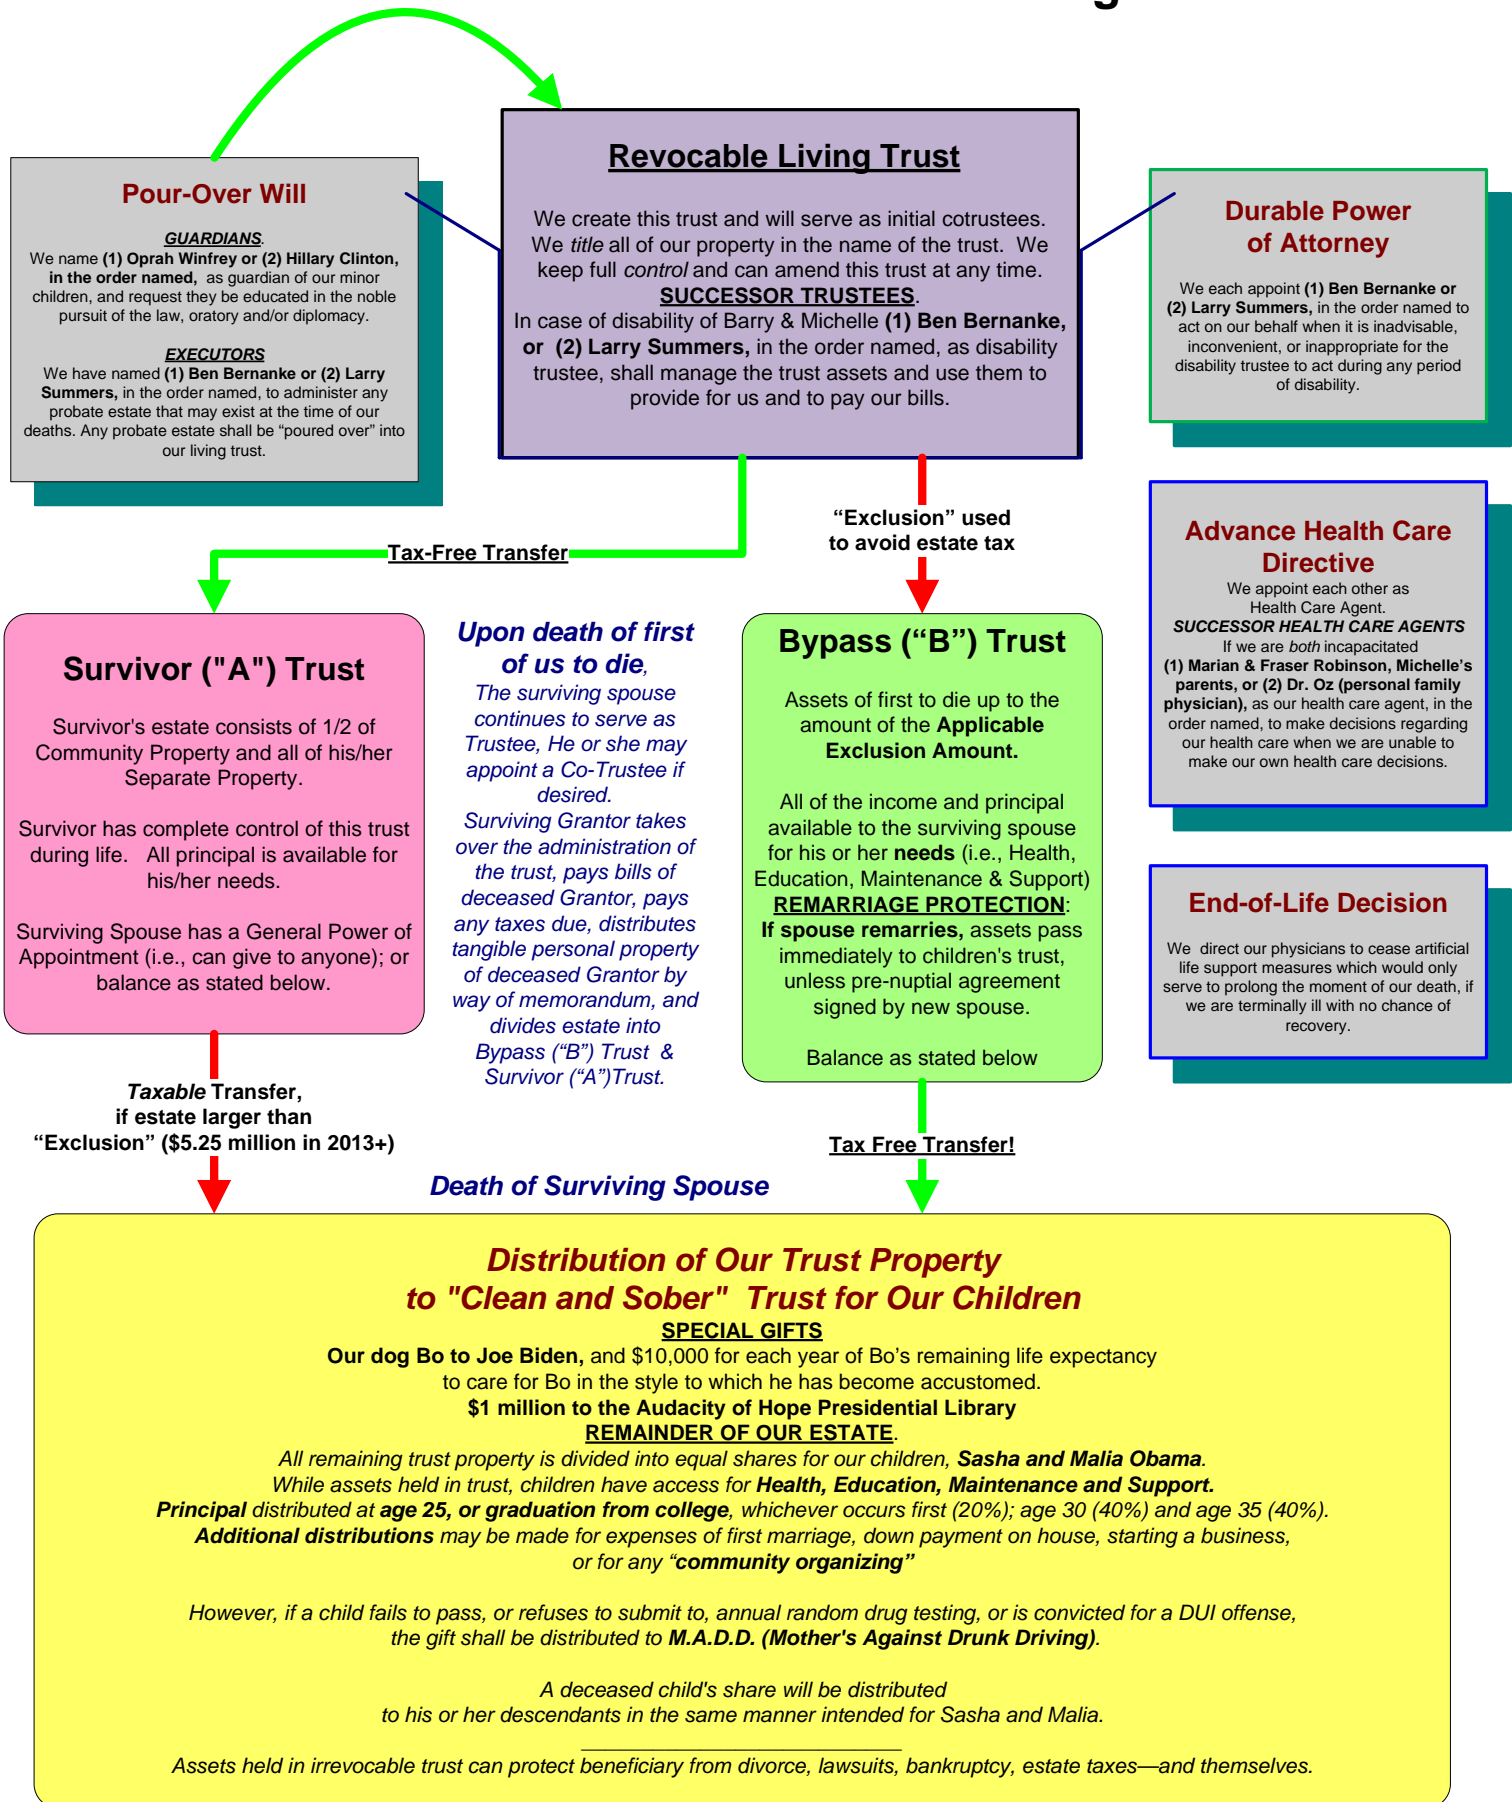 Revocable Living Trust
We create this trust and will serve as initial cotrustees.
We title all of our property in the name of the trust. We
keep full control and can amend this trust at any time.
SUCCESSOR TRUSTEES.
In case of disability of Barry & Michelle (1) Ben Bernanke,
or (2) Larry Summers, in the order named, as disability
trustee, shall manage the trust assets and use them to
provide for us and to pay our bills.
Pour-Over Will
GUARDIANS.
We name (1) Oprah Winfrey or (2) Hillary Clinton,
in the order named, as guardian of our minor
children, and request they be educated in the noble
pursuit of the law, oratory and/or diplomacy.
EXECUTORS
We have named (1) Ben Bernanke or (2) Larry
Summers, in the order named, to administer any
probate estate that may exist at the time of our
deaths. Any probate estate shall be “poured over” into
our living trust.
Durable Power
of Attorney
We each appoint (1) Ben Bernanke or
(2) Larry Summers, in the order named to
act on our behalf when it is inadvisable,
inconvenient, or inappropriate for the
disability trustee to act during any period
of disability.
“Exclusion” used
to avoid estate tax
Tax-Free Transfer
Advance Health Care
Directive
We appoint each other as
Health Care Agent.
SUCCESSOR HEALTH CARE AGENTS
If we are both incapacitated
(1) Marian & Fraser Robinson, Michelle’s
parents, or (2) Dr. Oz (personal family
physician), as our health care agent, in the
order named, to make decisions regarding
our health care when we are unable to
make our own health care decisions.
Survivor ("A") Trust
Survivor's estate consists of 1/2 of
Community Property and all of his/her
Separate Property.
Survivor has complete control of this trust
during life. All principal is available for
his/her needs.
Surviving Spouse has a General Power of
Appointment (i.e., can give to anyone); or
balance as stated below.
Upon death of first
of us to die,
The surviving spouse
continues to serve as
Trustee, He or she may
appoint a Co-Trustee if
desired.
Surviving Grantor takes
over the administration of
the trust, pays bills of
deceased Grantor, pays
any taxes due, distributes
tangible personal property
of deceased Grantor by
way of memorandum, and
divides estate into
Bypass (“B”) Trust &
Survivor (“A”)Trust.
Bypass (“B”) Trust
Assets of first to die up to the
amount of the Applicable
Exclusion Amount.
All of the income and principal
available to the surviving spouse
for his or her needs (i.e., Health,
Education, Maintenance & Support)
REMARRIAGE PROTECTION:
If spouse remarries, assets pass
immediately to children's trust,
unless pre-nuptial agreement
signed by new spouse.
Balance as stated below
End-of-Life Decision
We direct our physicians to cease artificial
life support measures which would only
serve to prolong the moment of our death, if
we are terminally ill with no chance of
recovery.
Taxable Transfer,
if estate larger than
“Exclusion” ($5.25 million in 2013+)
Tax Free Transfer!
Death of Surviving Spouse
Distribution of Our Trust Property
to "Clean and Sober" Trust for Our Children
SPECIAL GIFTS
Our dog Bo to Joe Biden, and $10,000 for each year of Bo’s remaining life expectancy
to care for Bo in the style to which he has become accustomed.
$1 million to the Audacity of Hope Presidential Library
REMAINDER OF OUR ESTATE.
All remaining trust property is divided into equal shares for our children, Sasha and Malia Obama.
While assets held in trust, children have access for Health, Education, Maintenance and Support.
Principal distributed at age 25, or graduation from college, whichever occurs first (20%); age 30 (40%) and age 35 (40%).
Additional distributions may be made for expenses of first marriage, down payment on house, starting a business,
or for any “community organizing”
However, if a child fails to pass, or refuses to submit to, annual random drug testing, or is convicted for a DUI offense,
the gift shall be distributed to M.A.D.D. (Mother's Against Drunk Driving).
A deceased child's share will be distributed
to his or her descendants in the same manner intended for Sasha and Malia.
Assets held in irrevocable trust can protect beneficiary from divorce, lawsuits, bankruptcy, estate taxes—and themselves.